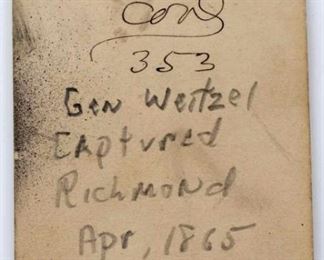 353
Gen Weitzel
Captured
Richmond
Apr, 1865